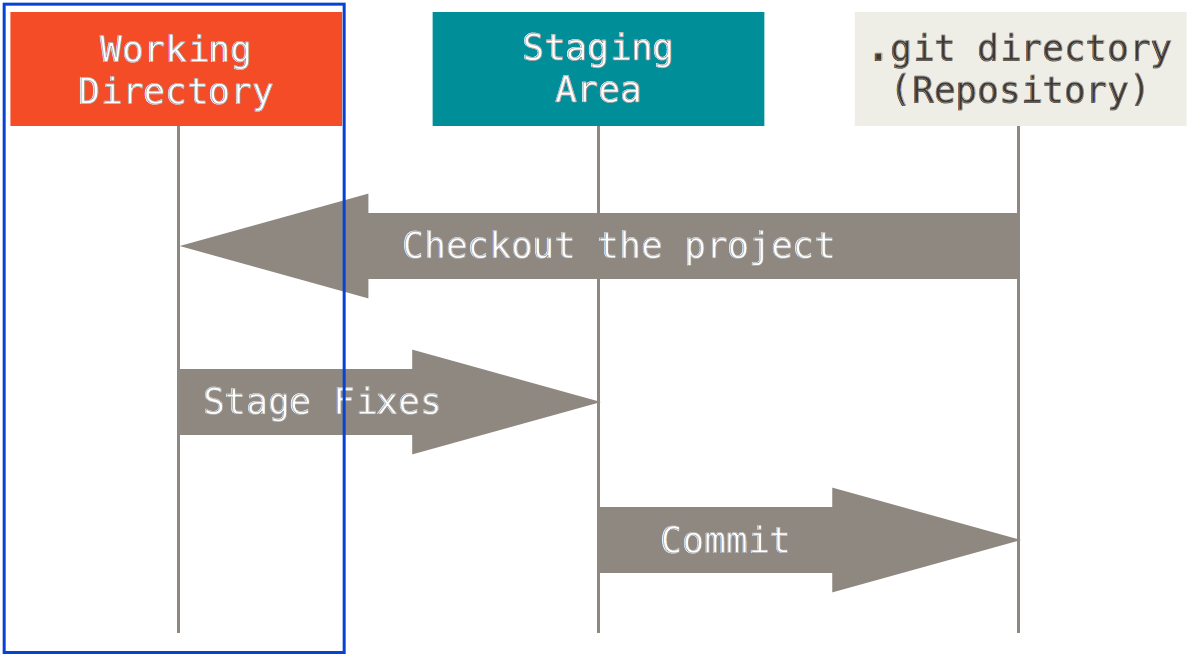 Working
Directory
Staging
Area
.git directory
(Repository)
Checkout the project
Stage Fixes
Commit